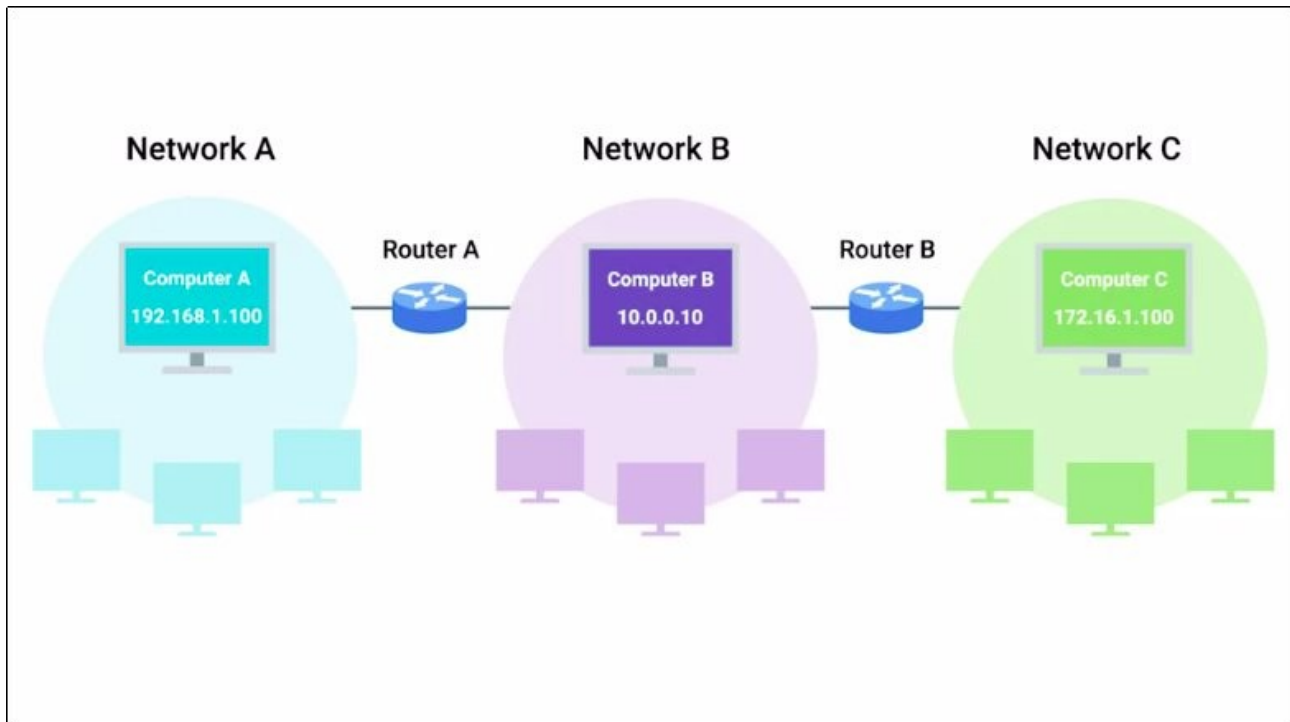 Network A
Network B
Network C
Router A
Router B
Computer A
192.168.1.100
Computer B
10.0.0.10
Computer C
172.16.1.100